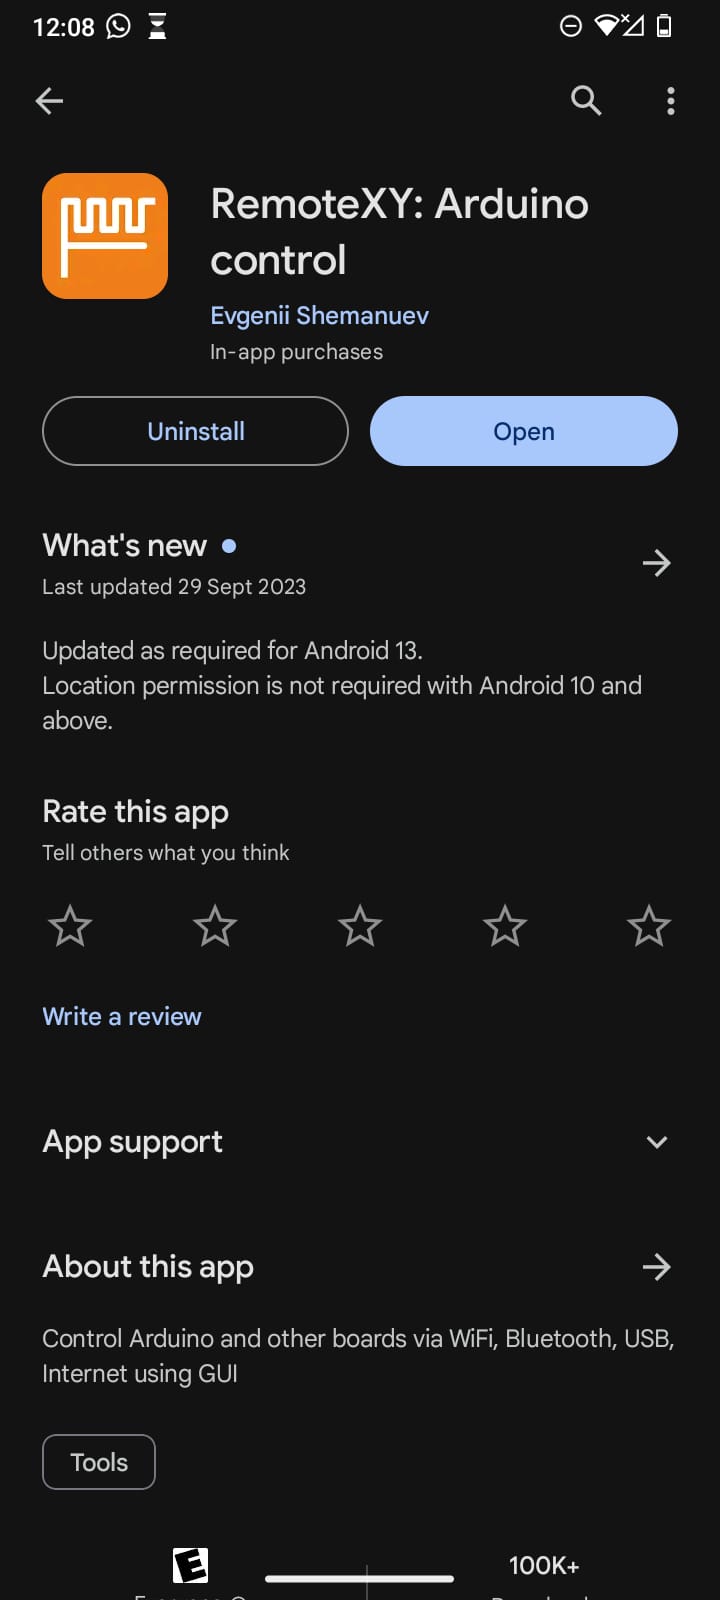 12:08
RemoteXY: Arduino
control
Evgenii Shemanuev
In-app purchases
Uninstall
Open
What's new
Last updated 29 Sept 2023
Updated as required for Android 13.
Location permission is not required with Android 10 and
above.
Rate this app
Tell others what you think
Write a review
App support
About this app
Control Arduino and other boards via WiFi, Bluetooth, USB,
Internet using GUI
Tools
E
100K+